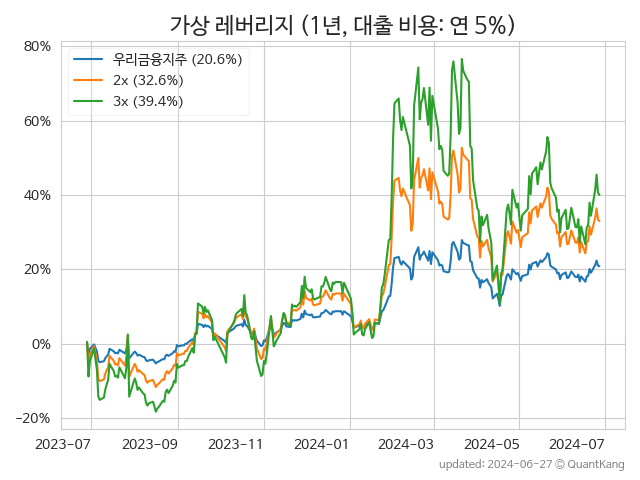 가상 레버리지 (1년, 대출 비용: 연 5%)
80%
60%
40%
20%
0%
−20%
우리금융지주 (20.6%)
2x (32.6%)
3x (39.4%)
2023-07
2023-09
2023-11
2024-01
2024-03
2024-05
2024-07
updated: 2024-06-27 © QuantKang